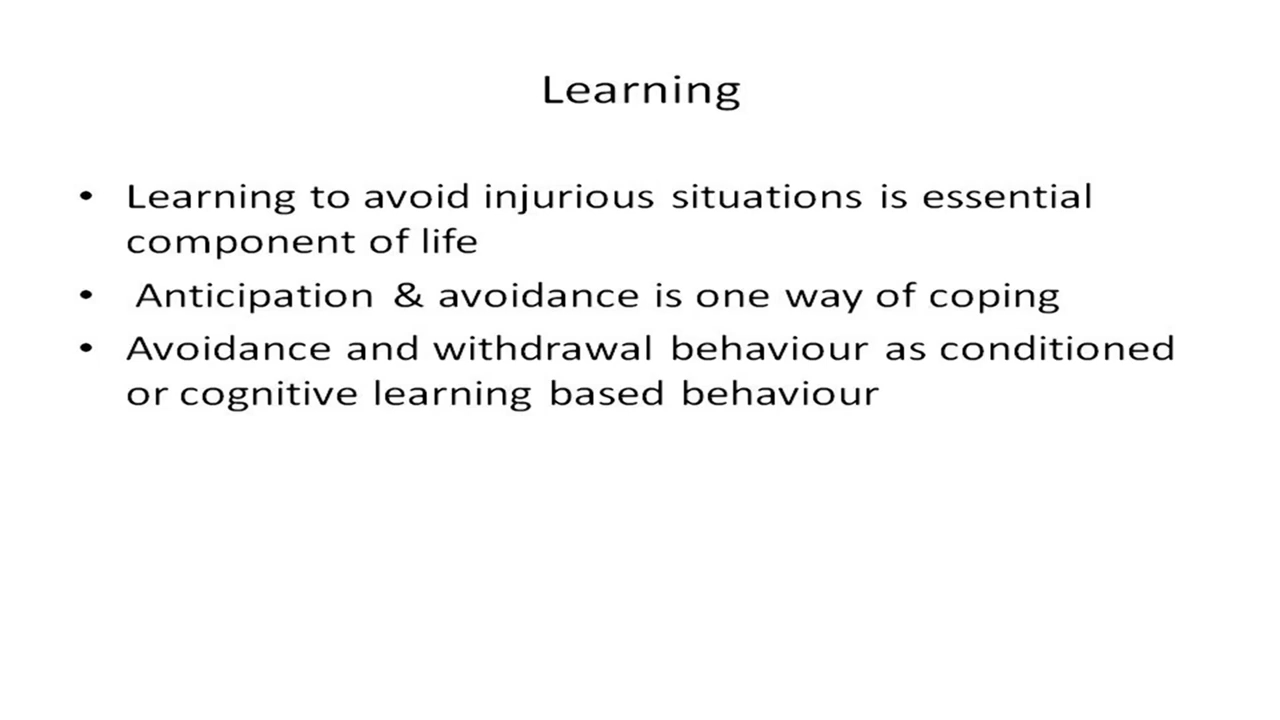 Learning
• Learning to avoid injurious situations is essential
component of life
• Anticipation & avoidance is one way of coping
• Avoidance and withdrawal behaviour as conditioned
or cognitive learning based behaviour